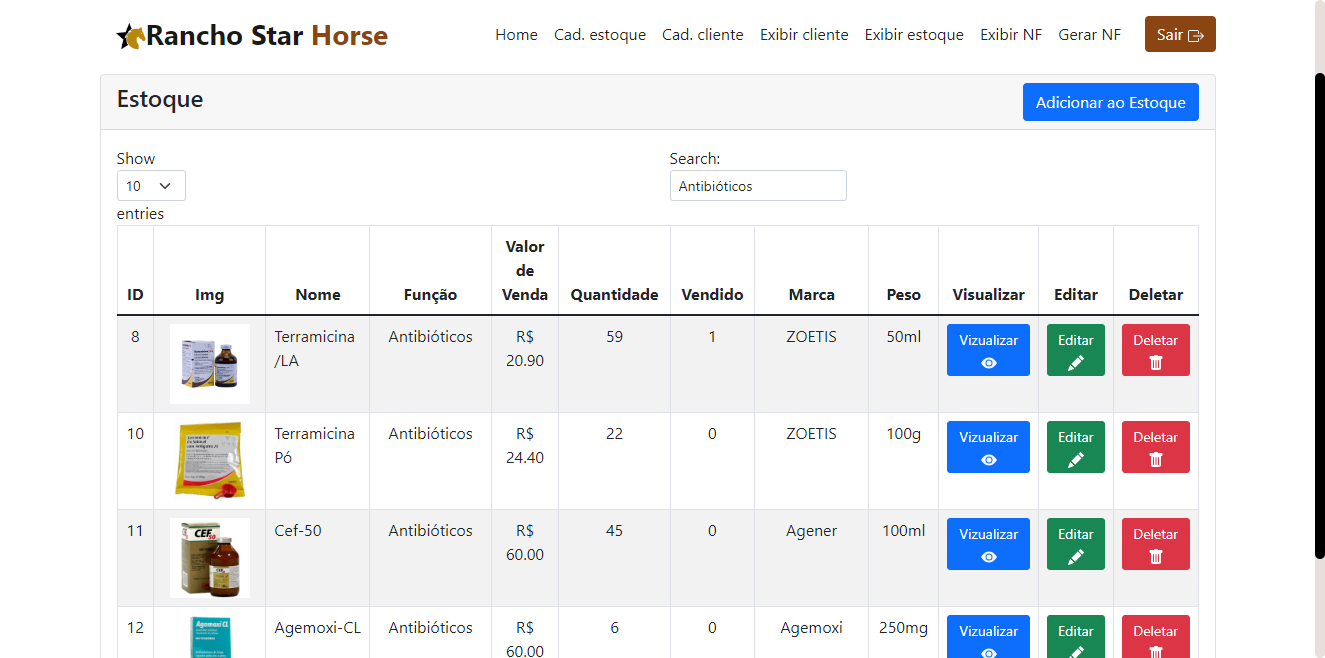 Rancho Star Horse
Home Cad. estoque Cad. cliente Exibir cliente Exibir estoque Exibir NF Gerar NF Sair
Estoque
Adicionar ao Estoque
Show
10
entries
Search:
Antibióticos
ID Img Nome Função Valor de Venda Quantidade Vendido Marca Peso Visualizar Editar Deletar
8 Terramicina /LA Antibióticos R$ 20.90 59 1 ZOETIS 50ml Vizualizar Editar Deletar
10 Terramicina Pó Antibióticos R$ 24.40 22 0 ZOETIS 100g Vizualizar Editar Deletar
11 CEF 50 Cef-50 Antibióticos R$ 60.00 45 0 Agener 100ml Vizualizar Editar Deletar
12 Agemoxi CL Agemoxi-CL Antibióticos R$ 60.00 6 0 Agemoxi 250mg Vizualizar Editar Deletar